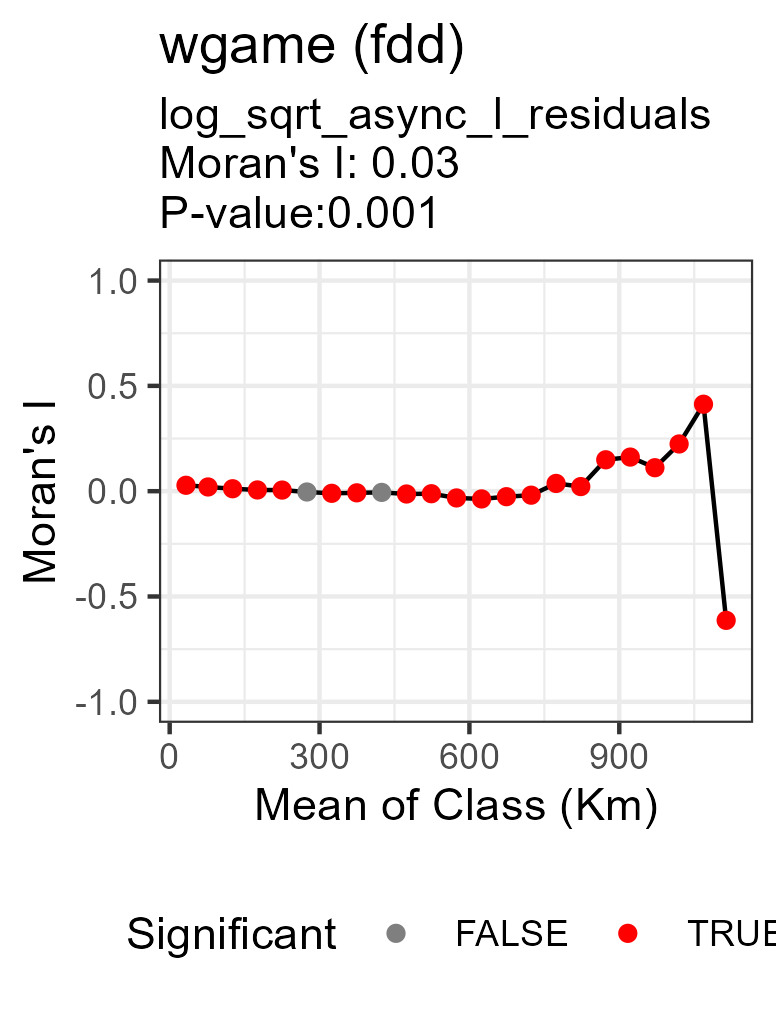 wgame (fdd)
log_sqrt_async_l_residuals
Moran's I: 0.03
P-value:0.001
1.0
0.5
0.0
-0.5
-1.0
Moran's I
0 300 600 900
Mean of Class (Km)
Significant FALSE TRUE